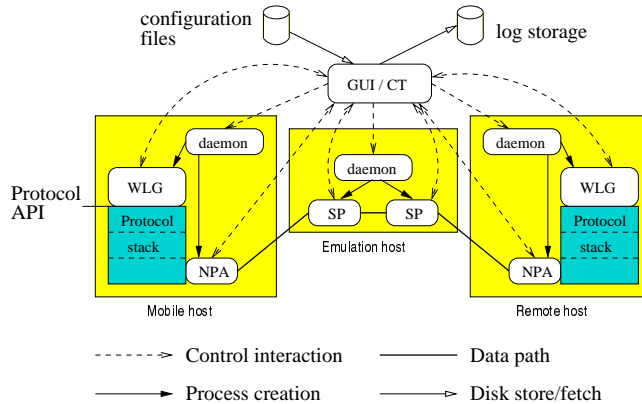 configuration
files
log storage
GUI / CT
daemon
daemon
daemon
WLG
WLG
Protocol
API
SP
SP
Protocol
stack
Protocol
stack
Emulation host
NPA
NPA
Mobile host
Remote host
Control interaction
Data path
Process creation
Disk store/fetch